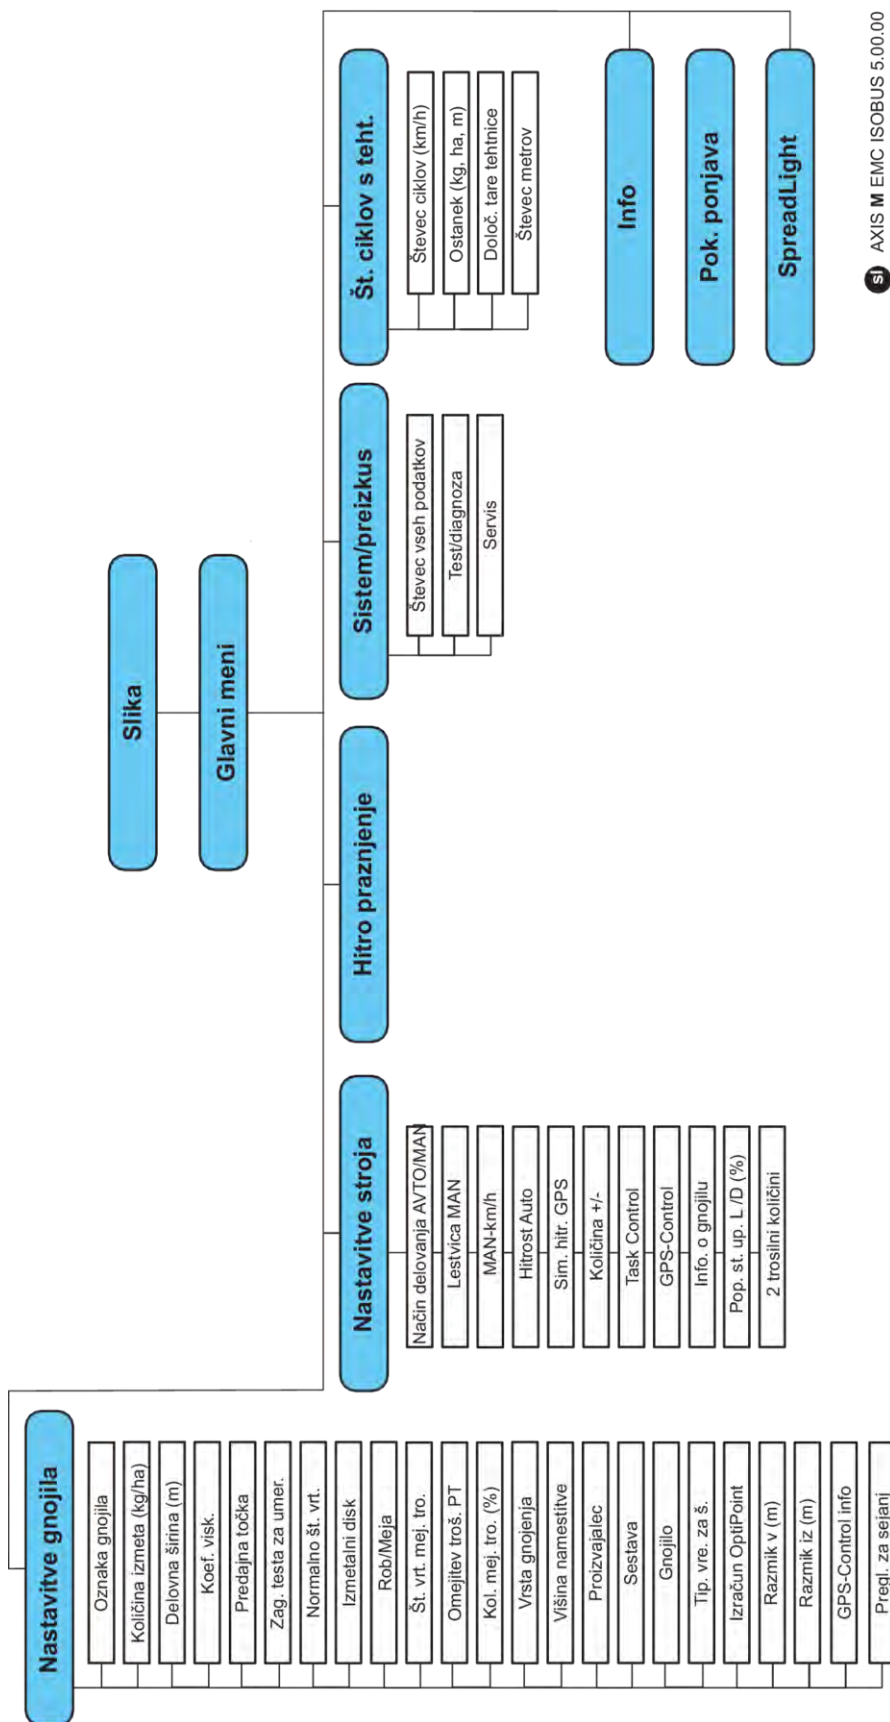 Slika
Glavni meni
Nastavitve gnojila
Oznaka gnojila
Količina izmeta (kg/ha)
Delovna širina (m)
Koef. visk.
Predajna točka
Zag. testa za umer.
Normalno št. vrt.
Izmetalni disk
Rob/Meja
Št. vrt. mej. tro.
Omejitev troš. PT
Kol. mej. tro. (%)
Vrsta gnojenja
Višina namestitve
Proizvajalec
Sestava
Gnojilo
Tip. vre. za š.
Izračun OptiPoint
Razmik v (m)
Razmik iz (m)
GPS-Control info
Pregl. za sejanj
Nastavitve stroja
Način delovanja AVTO/MAN
Lestvica MAN
MAN-km/h
Hitrost Auto
Sim. hitr. GPS
Količina +/-
Task Control
GPS-Control
Info. o gnojilu
Pop. st. up. L /D (%)
2 trosilni količini
Hitro praznjenje
Sistem/preizkus
Števec vseh podatkov
Test/diagnoza
Servis
Št. ciklov s teht.
Števec ciklov (km/h)
Ostanek (kg, ha, m)
Določ. tare tehtnice
Števec metrov
Info
Pok. ponjava
SpreadLight
sl AXIS M EMC ISOBUS 5.00.00